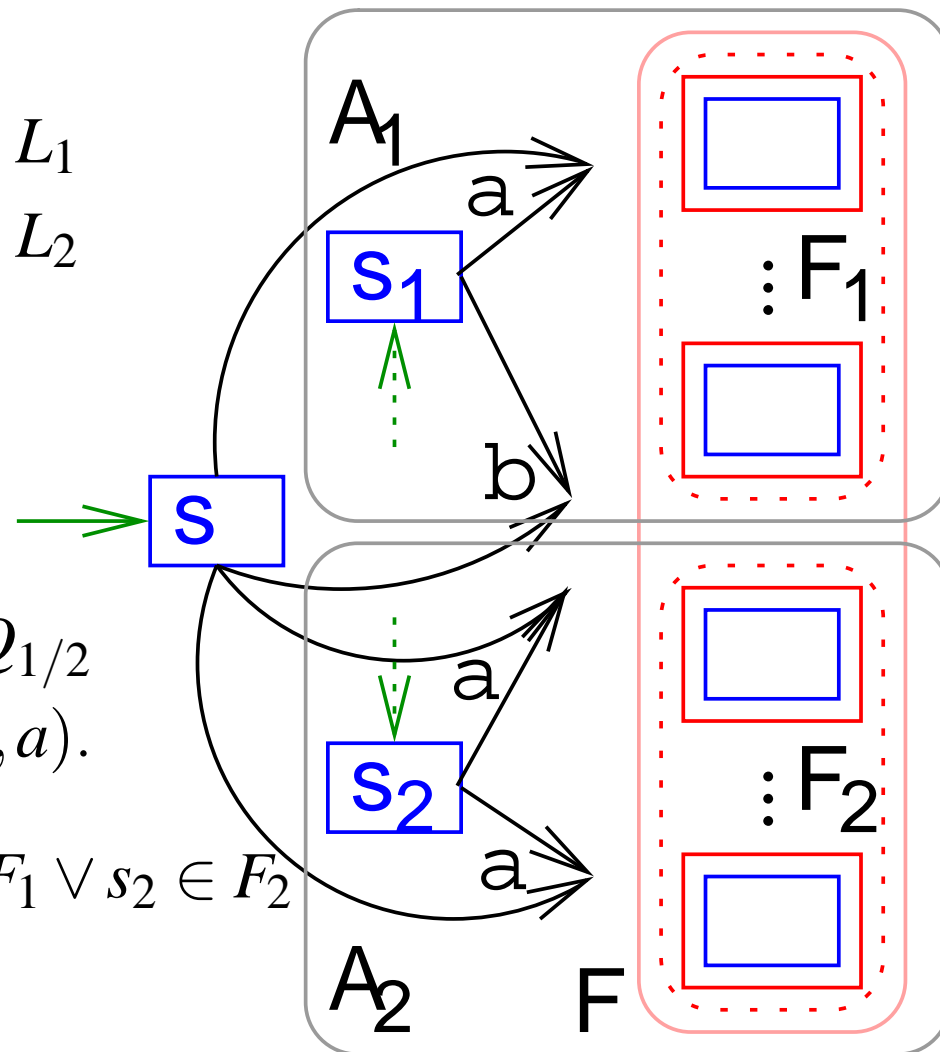 A₁
L₁
a
L₂
s₁
F₁
b
s
Q₁/₂
a
, a).
s₂
F₂
F₁ ∨ s₂ ∈ F₂
a
A₂
F